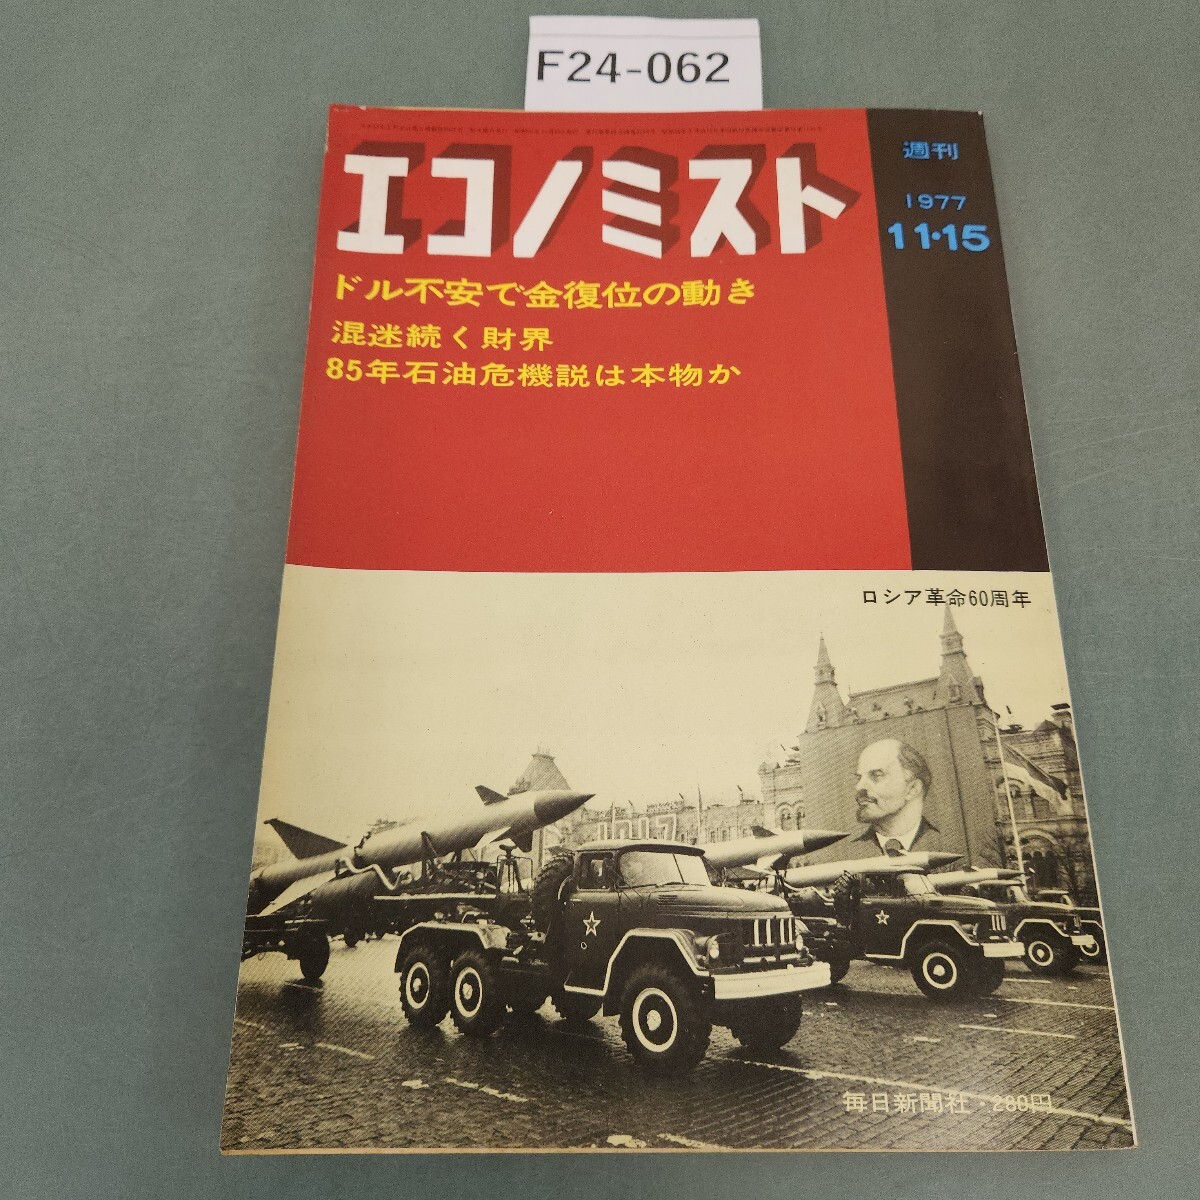 F24-062
エコノミスト
週刊
1977
11・15
ドル不安で金復位の動き
混迷続く財界
85年石油危機説は本物か
ロシア革命60周年
1917
毎日新聞社・280円